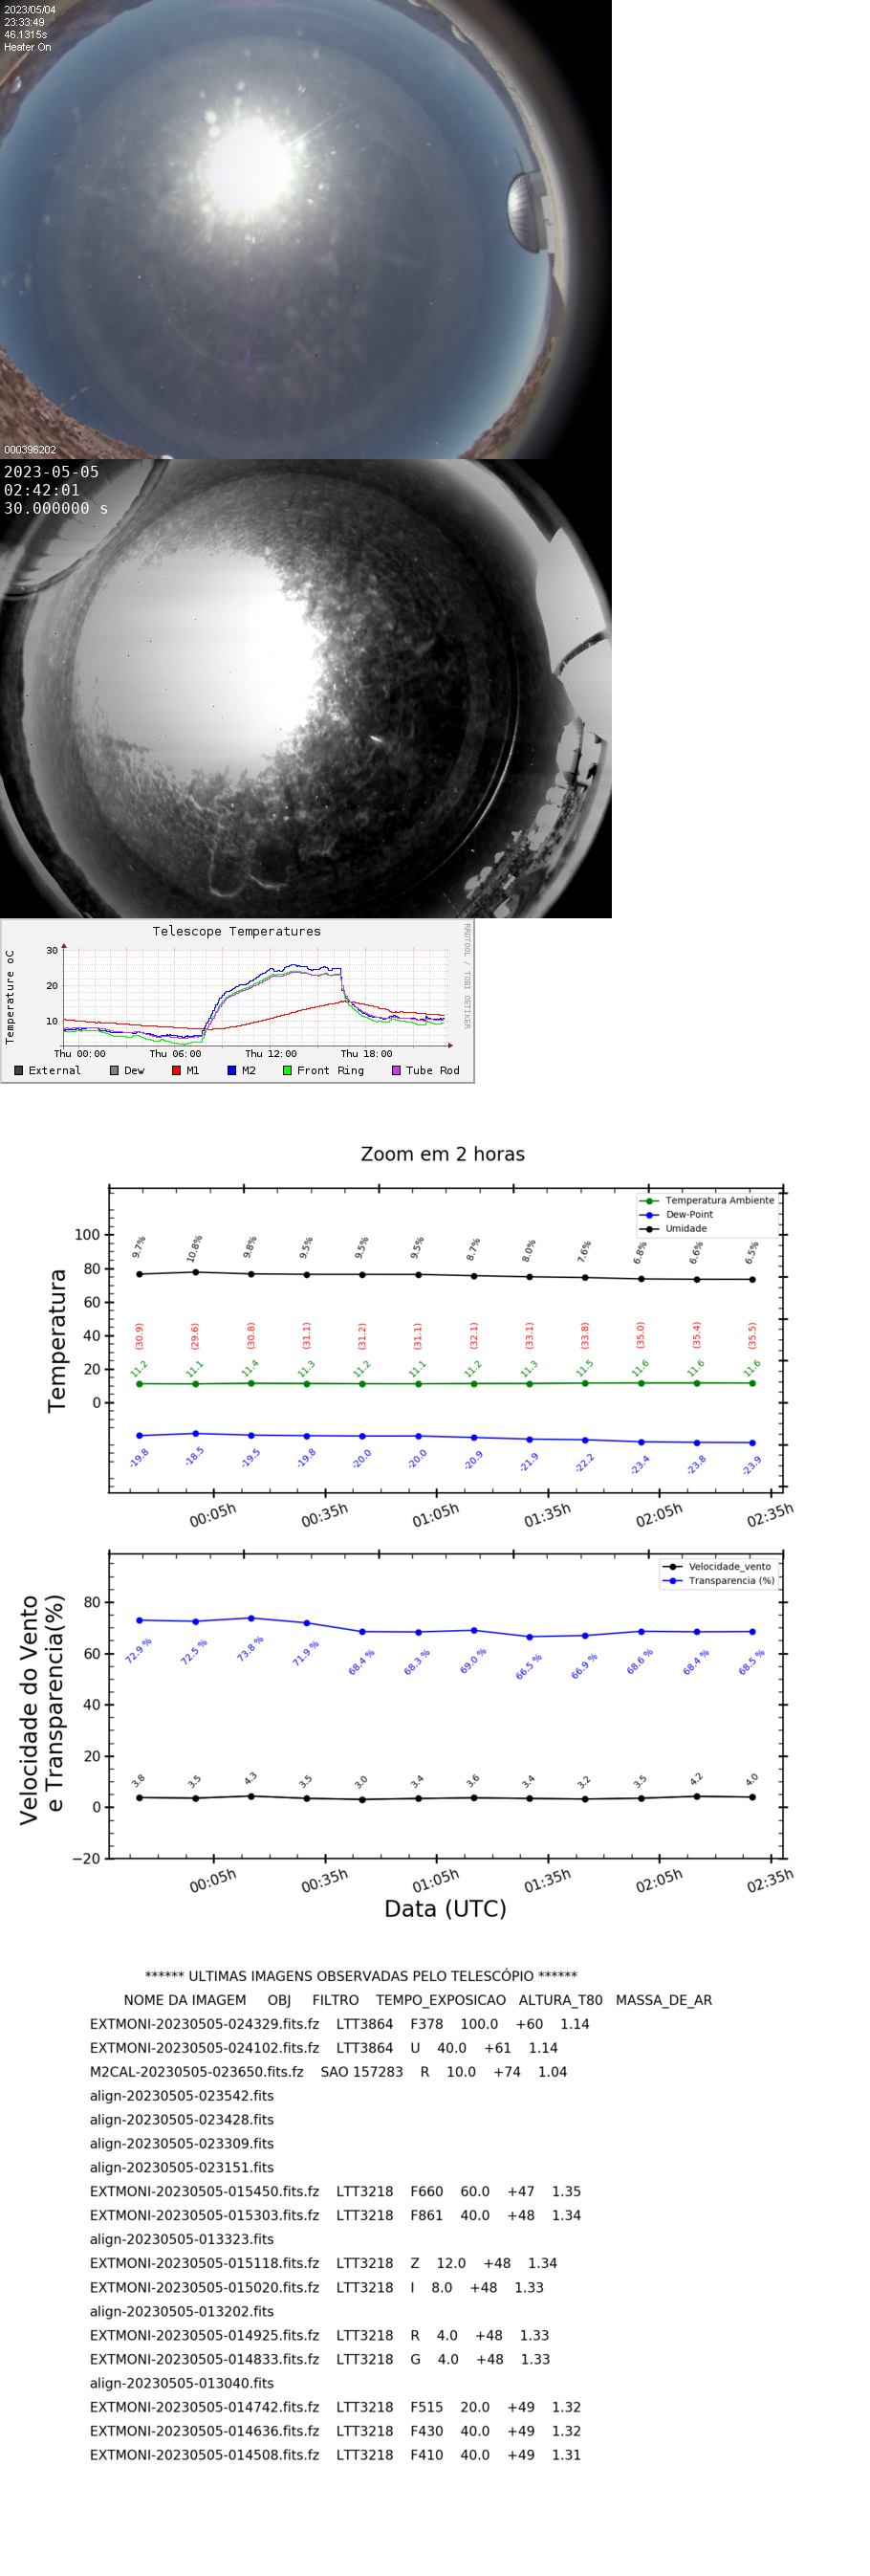 2023/05/04
23:33:49
46.1315s
Heater On
000396202
2023-05-05
02:42:01
30.000000 s
Telescope Temperatures
Temperature oC
30
20
10
Thu 00:00 Thu 06:00 Thu 12:00 Thu 18:00
External Dew M1 M2 Front Ring Tube Rod
RRDTOOL / TOBI OETIKER
Zoom em 2 horas
Temperatura
Temperatura Ambiente
Dew-Point
Umidade
100
80
60
40
20
0
9.7% 10.8% 9.8% 9.5% 9.5% 9.5% 8.7% 8.0% 7.6% 6.8% 6.6% 6.5%
(30.9) (29.6) (30.8) (31.1) (31.2) (31.1) (32.1) (33.1) (33.8) (35.0) (35.4) (35.5)
11.2 11.1 11.4 11.3 11.2 11.1 11.2 11.3 11.5 11.6 11.6 11.6
-19.8 -18.5 -19.5 -19.8 -20.0 -20.0 -20.9 -21.9 -22.2 -23.4 -23.8 -23.9
00:05h 00:35h 01:05h 01:35h 02:05h 02:35h
Velocidade do Vento
e Transparencia(%)
Velocidade_vento
Transparencia (%)
80
60
40
20
0
−20
72.9 % 72.5 % 73.8 % 71.9 % 68.4 % 68.3 % 69.0 % 66.5 % 66.9 % 68.6 % 68.4 % 68.5 %
3.8 3.5 4.3 3.5 3.0 3.4 3.6 3.4 3.2 3.5 4.2 4.0
00:05h 00:35h 01:05h 01:35h 02:05h 02:35h
Data (UTC)
****** ULTIMAS IMAGENS OBSERVADAS PELO TELESCÓPIO ******
NOME DA IMAGEM OBJ FILTRO TEMPO_EXPOSICAO ALTURA_T80 MASSA_DE_AR
EXTMONI-20230505-024329.fits.fz LTT3864 F378 100.0 +60 1.14
EXTMONI-20230505-024102.fits.fz LTT3864 U 40.0 +61 1.14
M2CAL-20230505-023650.fits.fz SAO 157283 R 10.0 +74 1.04
align-20230505-023542.fits
align-20230505-023428.fits
align-20230505-023309.fits
align-20230505-023151.fits
EXTMONI-20230505-015450.fits.fz LTT3218 F660 60.0 +47 1.35
EXTMONI-20230505-015303.fits.fz LTT3218 F861 40.0 +48 1.34
align-20230505-013323.fits
EXTMONI-20230505-015118.fits.fz LTT3218 Z 12.0 +48 1.34
EXTMONI-20230505-015020.fits.fz LTT3218 I 8.0 +48 1.33
align-20230505-013202.fits
EXTMONI-20230505-014925.fits.fz LTT3218 R 4.0 +48 1.33
EXTMONI-20230505-014833.fits.fz LTT3218 G 4.0 +48 1.33
align-20230505-013040.fits
EXTMONI-20230505-014742.fits.fz LTT3218 F515 20.0 +49 1.32
EXTMONI-20230505-014636.fits.fz LTT3218 F430 40.0 +49 1.32
EXTMONI-20230505-014508.fits.fz LTT3218 F410 40.0 +49 1.31